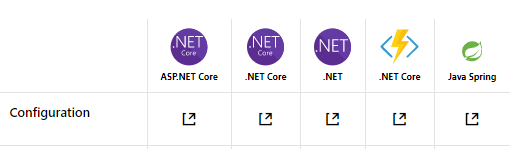 .NET
Core
.NET
Core
.NET
ASP.NET Core
.NET Core
.NET
.NET Core
Java Spring
Configuration